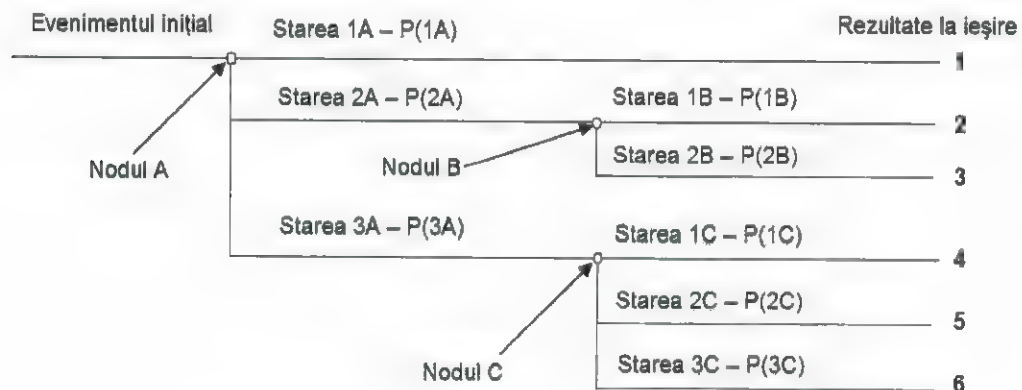 Evenimentul inițial
Starea 1A – P(1A)
Rezultate la ieșire
1
Starea 2A – P(2A)
Starea 1B – P(1B)
2
Nodul A
Nodul B
Starea 2B – P(2B)
3
Starea 3A – P(3A)
Starea 1C – P(1C)
4
Starea 2C – P(2C)
5
Nodul C
Starea 3C – P(3C)
6